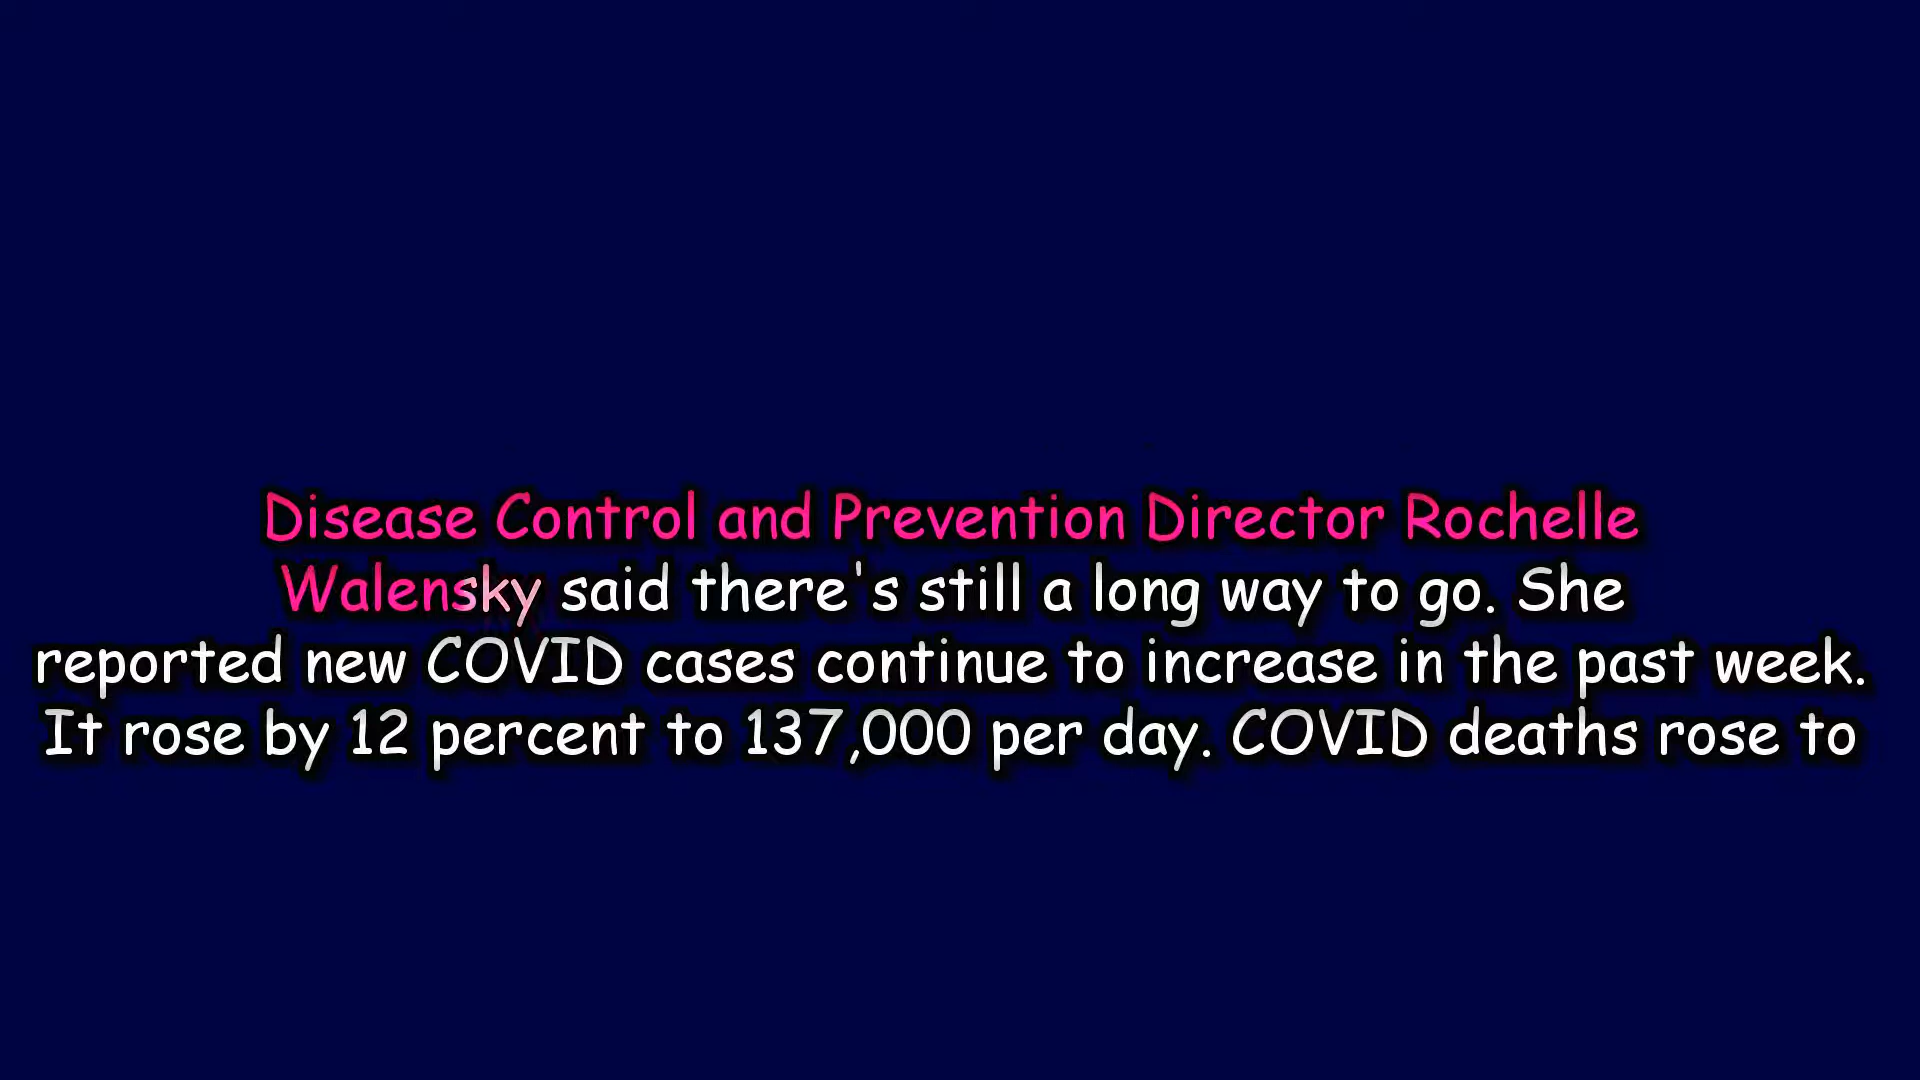 Disease Control and Prevention Director Rochelle
Walensky said there's still a long way to go. She
reported new COVID cases continue to increase in the past week.
It rose by 12 percent to 137,000 per day. COVID deaths rose to